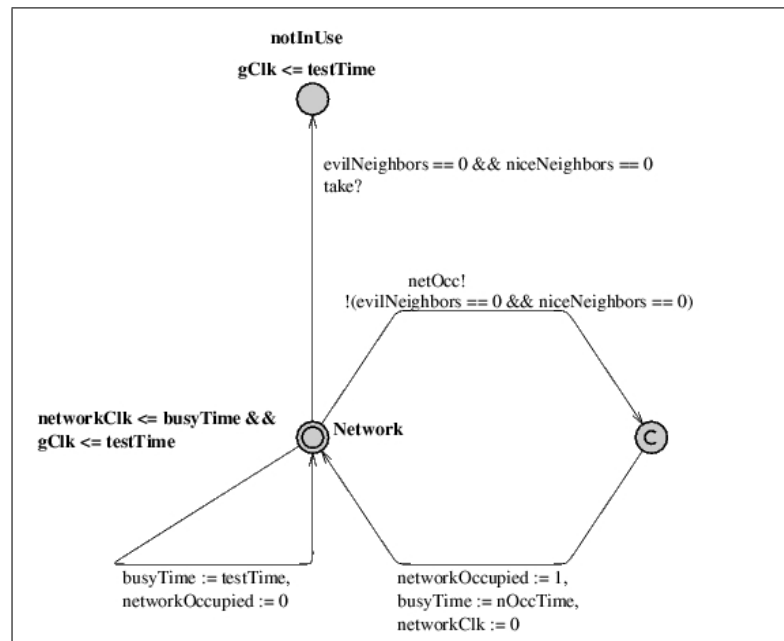 notInUse
gClk <= testTime
evilNeighbors == 0 && niceNeighbors == 0
take?
netOcc!
!(evilNeighbors == 0 && niceNeighbors == 0)
networkClk <= busyTime &&
gClk <= testTime
Network
C
busyTime := testTime,
networkOccupied := 0
networkOccupied := 1,
busyTime := nOccTime,
networkClk := 0